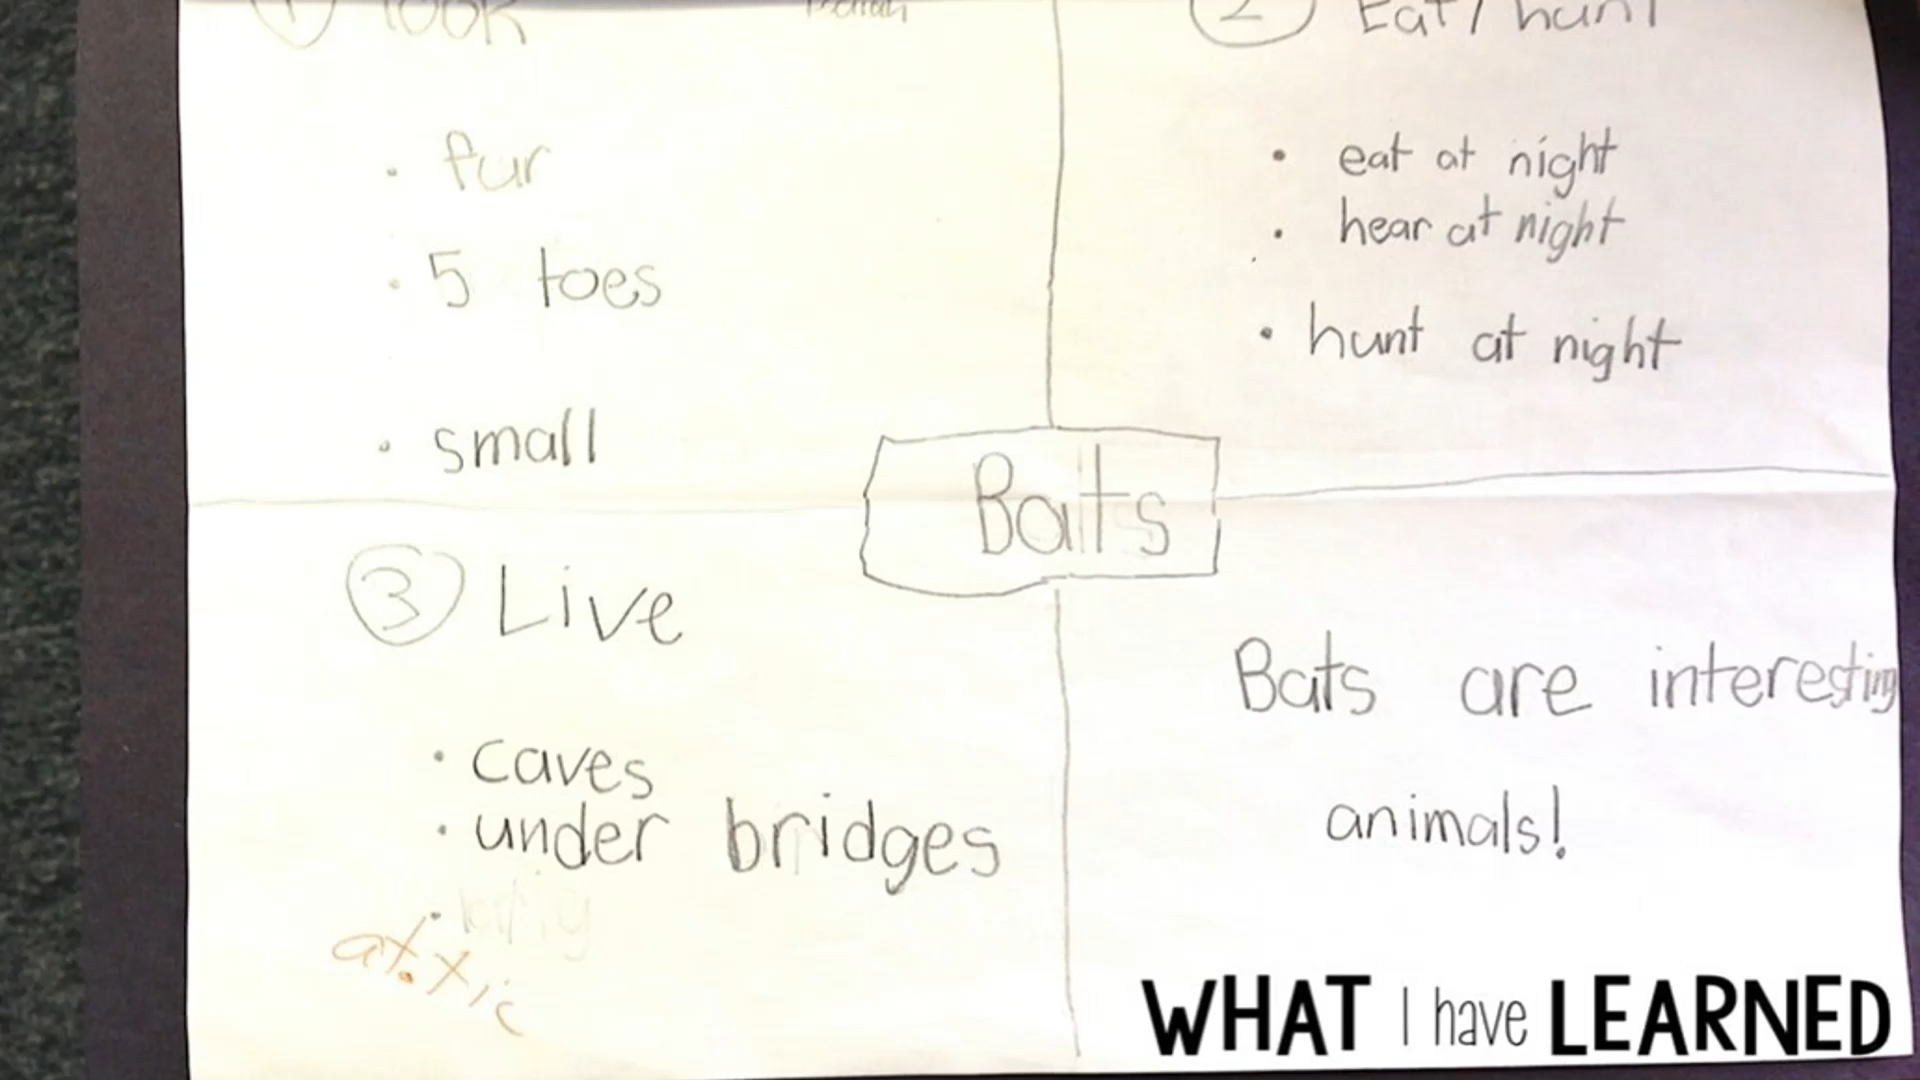 1 look
2 Eat / hunt
• fur
• 5 toes
• small
• eat at night
• hear at night
• hunt at night
Bats
3 Live
• caves
• under bridges
•
at.tic
Bats are interesting
animals!
WHAT I have LEARNED